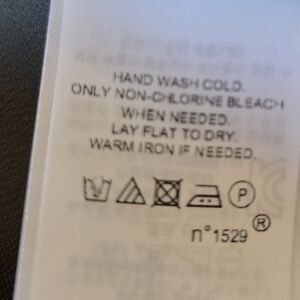 HAND WASH COLD.
ONLY NON-CHLORINE BLEACH
WHEN NEEDED.
LAY FLAT TO DRY.
WARM IRON IF NEEDED.
P
n°1529 ®